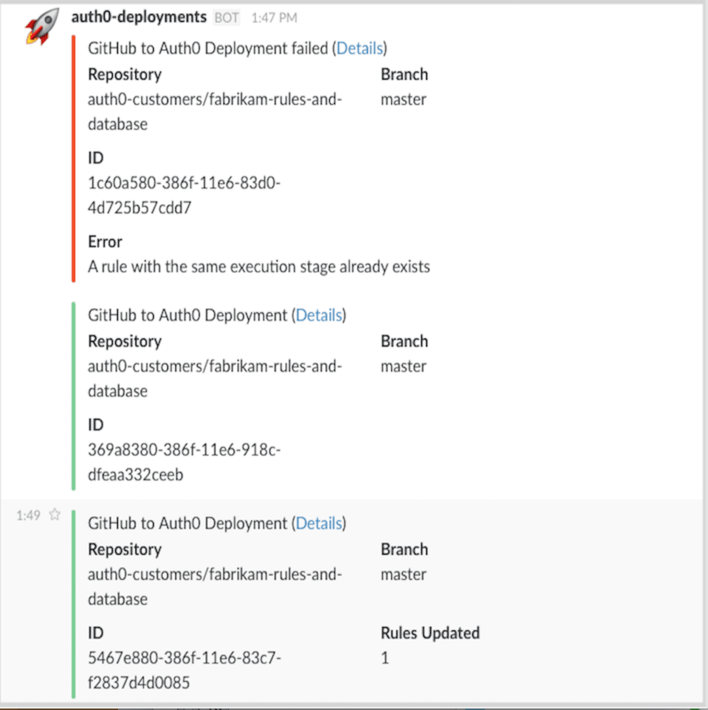 auth0-deployments BOT 1:47 PM
GitHub to Auth0 Deployment failed (Details)
Repository Branch
auth0-customers/fabrikam-rules-and- master
database
ID
1c60a580-386f-11e6-83d0-
4d725b57cdd7
Error
A rule with the same execution stage already exists
GitHub to Auth0 Deployment (Details)
Repository Branch
auth0-customers/fabrikam-rules-and- master
database
ID
369a8380-386f-11e6-918c-
dfeaa332ceeb
1:49 GitHub to Auth0 Deployment (Details)
Repository Branch
auth0-customers/fabrikam-rules-and- master
database
ID Rules Updated
5467e880-386f-11e6-83c7- 1
f2837d4d0085